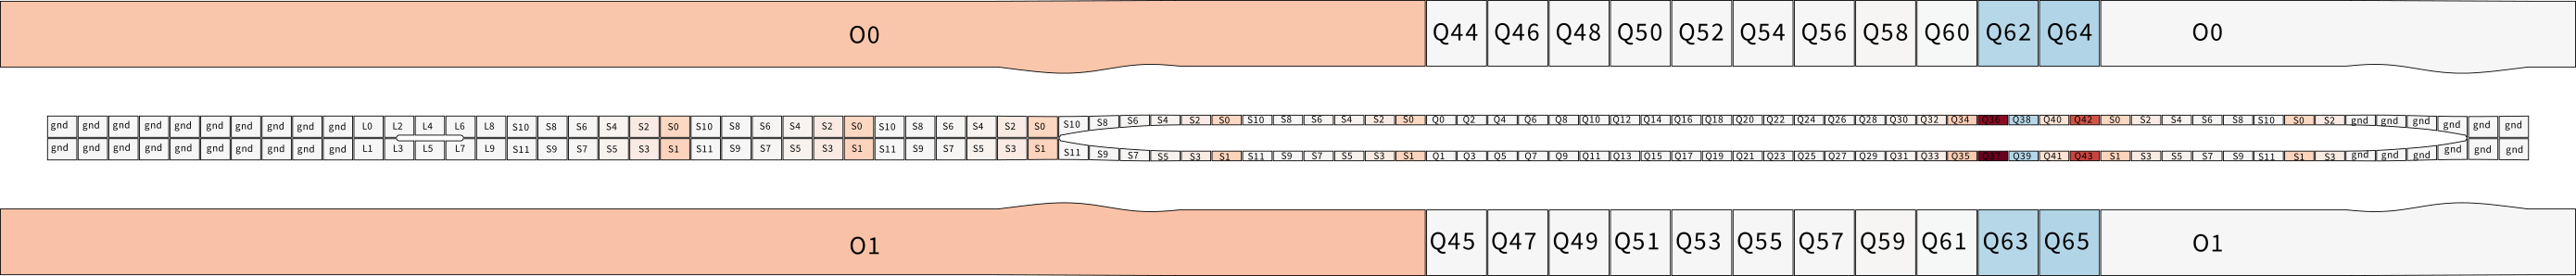 O0 Q44 Q46 Q48 Q50 Q52 Q54 Q56 Q58 Q60 Q62 Q64 O0
gnd gnd gnd gnd gnd gnd gnd gnd gnd gnd L0 L2 L4 L6 L8 S10 S8 S6 S4 S2 S0 S10 S8 S6 S4 S2 S0 S10 S8 S6 S4 S2 S0 S10 S8 S6 S4 S2 S0 S10 S8 S6 S4 S2 S0 Q0 Q2 Q4 Q6 Q8 Q10 Q12 Q14 Q16 Q18 Q20 Q22 Q24 Q26 Q28 Q30 Q32 Q34 Q36 Q38 Q40 Q42 S0 S2 S4 S6 S8 S10 S0 S2 gnd gnd gnd gnd gnd gnd
gnd gnd gnd gnd gnd gnd gnd gnd gnd gnd L1 L3 L5 L7 L9 S11 S9 S7 S5 S3 S1 S11 S9 S7 S5 S3 S1 S11 S9 S7 S5 S3 S1 S11 S9 S7 S5 S3 S1 S11 S9 S7 S5 S3 S1 Q1 Q3 Q5 Q7 Q9 Q11 Q13 Q15 Q17 Q19 Q21 Q23 Q25 Q27 Q29 Q31 Q33 Q35 Q37 Q39 Q41 Q43 S1 S3 S5 S7 S9 S11 S1 S3 gnd gnd gnd gnd gnd gnd
O1 Q45 Q47 Q49 Q51 Q53 Q55 Q57 Q59 Q61 Q63 Q65 O1